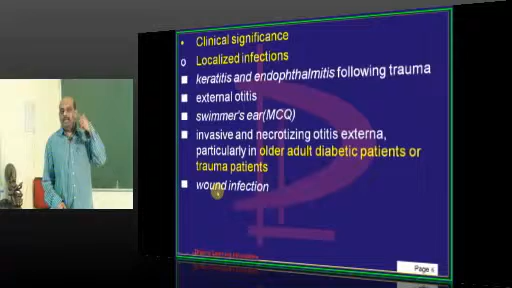 Clinical significance
Localized infections
keratitis and endophthalmitis following trauma
external otitis
swimmer's ear(MCQ)
invasive and necrotizing otitis externa,
particularly in older adult diabetic patients or
trauma patients
wound infection
Page 4